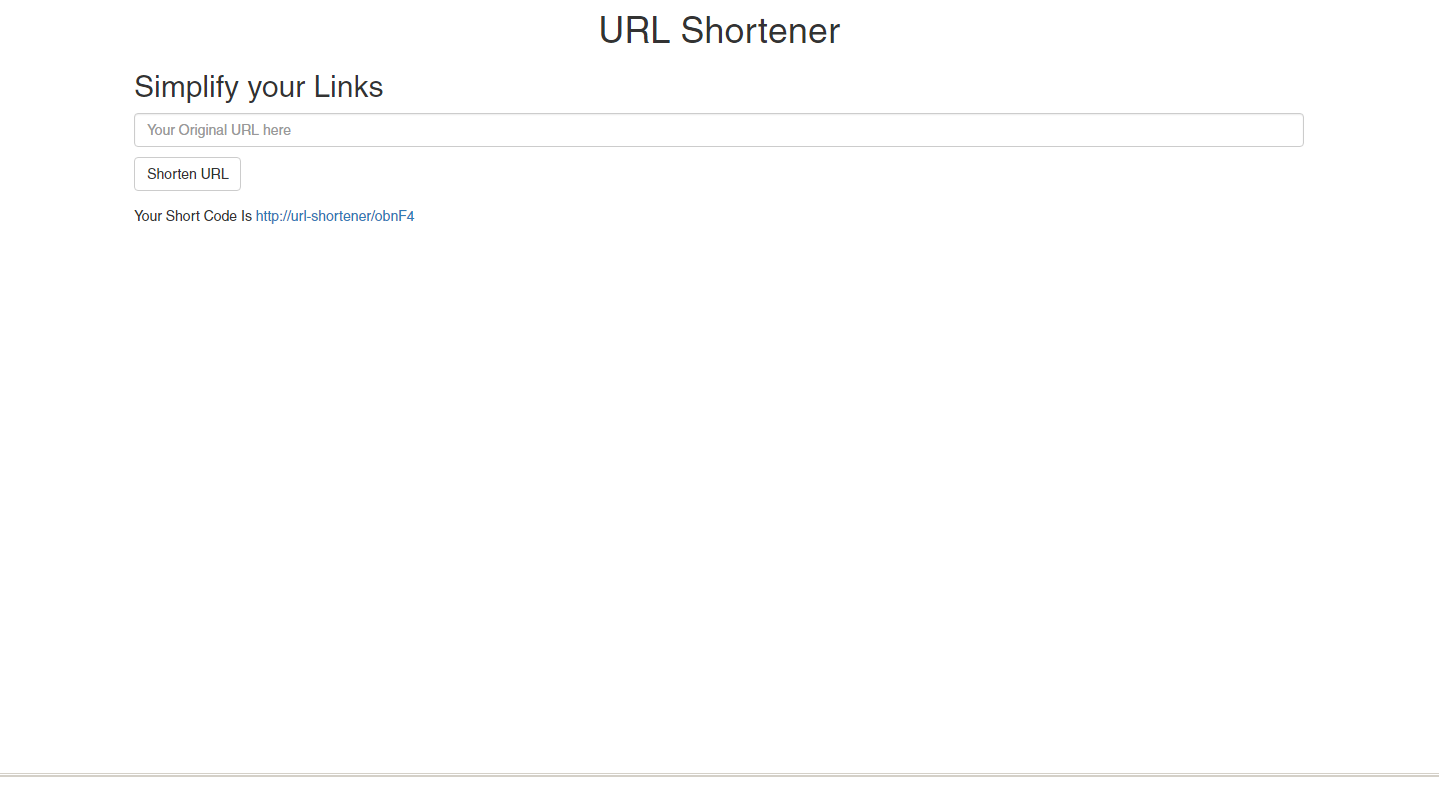 URL Shortener
Simplify your Links
Your Original URL here
Shorten URL
Your Short Code Is http://url-shortener/obnF4